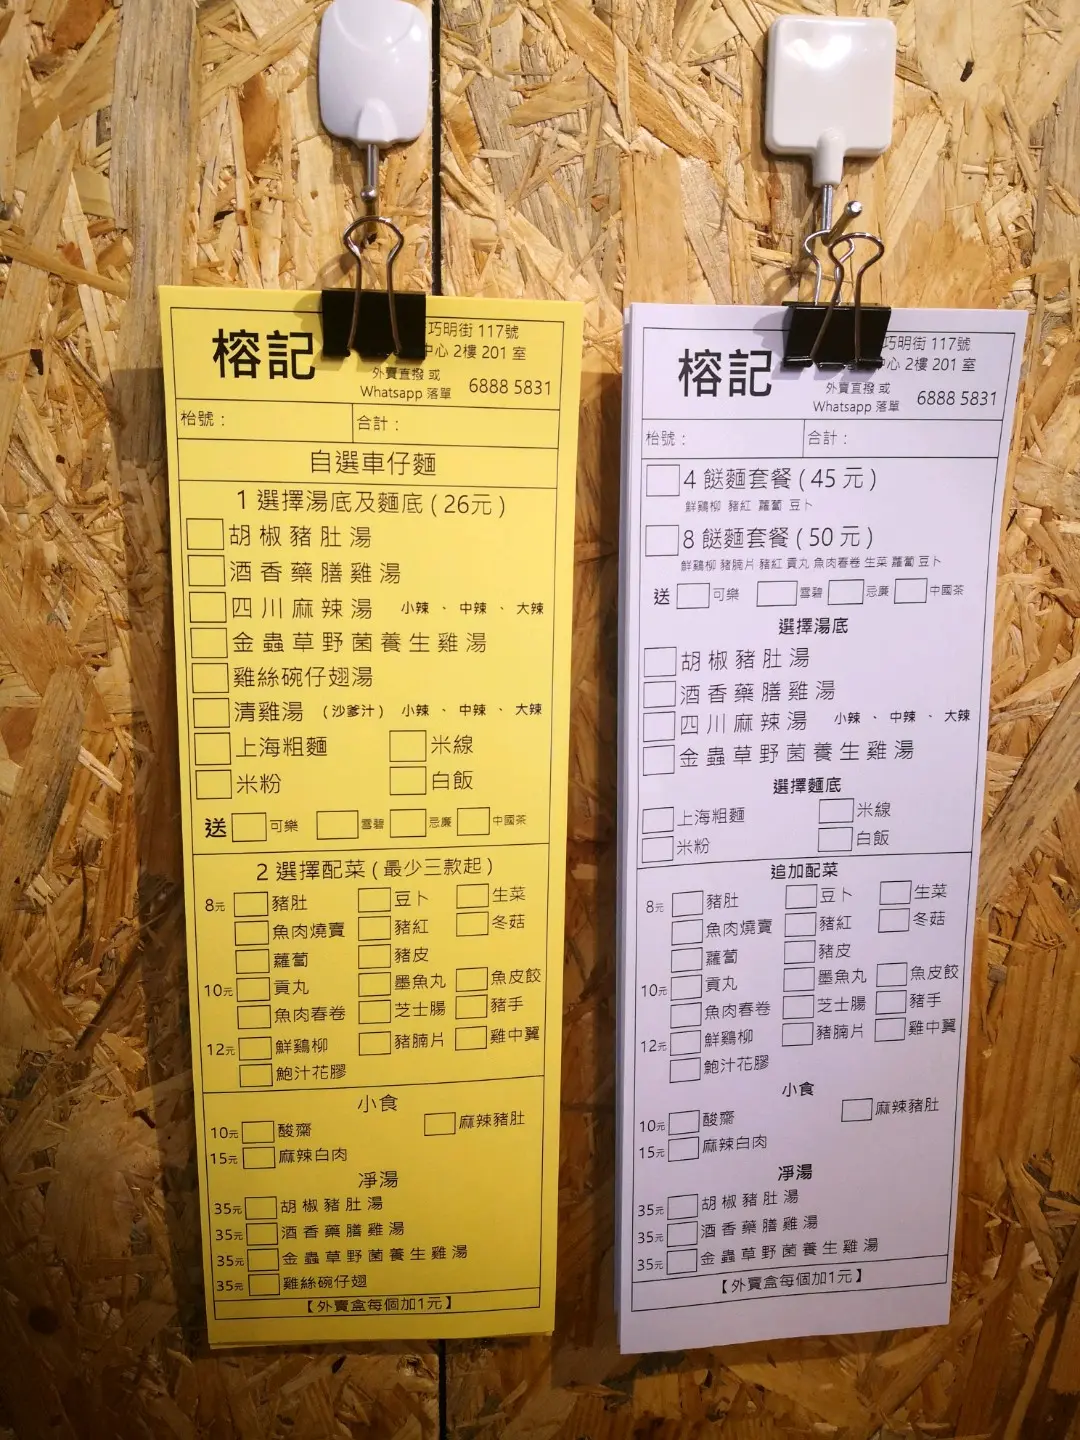 榕記
巧明街 117號
中心 2樓 201 室
外賣直撥 或
Whatsapp 落單 6888 5831
枱號： 合計：
自選車仔麵
1 選擇湯底及麵底 ( 26元 )
胡椒豬肚湯
酒香藥膳雞湯
四川麻辣湯 小辣 、 中辣 、 大辣
金蟲草野菌養生雞湯
雞絲碗仔翅湯
清雞湯 (沙爹汁) 小辣 、 中辣 、 大辣
上海粗麵 米線
米粉 白飯
送 可樂 雪碧 忌廉 中國茶
2 選擇配菜 ( 最少三款起 )
8元 豬肚 豆卜 生菜
魚肉燒賣 豬紅 冬菇
蘿蔔 豬皮
10元 貢丸 墨魚丸 魚皮餃
魚肉春卷 芝士腸 豬手
12元 鮮鷄柳 豬腩片 雞中翼
鮑汁花膠
小食
10元 酸齋 麻辣豬肚
15元 麻辣白肉
凈湯
35元 胡椒豬肚湯
35元 酒香藥膳雞湯
35元 金蟲草野菌養生雞湯
35元 雞絲碗仔翅
【外賣盒每個加1元】
榕記
巧明街 117號
中心 2樓 201 室
外賣直撥 或
Whatsapp 落單 6888 5831
枱號： 合計：
4 餸麵套餐 ( 45 元 )
鮮鷄柳 豬紅 蘿蔔 豆卜
8 餸麵套餐 ( 50 元 )
鮮鷄柳 豬腩片 豬紅 貢丸 魚肉春卷 生菜 蘿蔔 豆卜
送 可樂 雪碧 忌廉 中國茶
選擇湯底
胡椒豬肚湯
酒香藥膳雞湯
四川麻辣湯 小辣 、 中辣 、 大辣
金蟲草野菌養生雞湯
選擇麵底
上海粗麵 米線
米粉 白飯
追加配菜
8元 豬肚 豆卜 生菜
魚肉燒賣 豬紅 冬菇
蘿蔔 豬皮
10元 貢丸 墨魚丸 魚皮餃
魚肉春卷 芝士腸 豬手
12元 鮮鷄柳 豬腩片 雞中翼
鮑汁花膠
小食
10元 酸齋 麻辣豬肚
15元 麻辣白肉
凈湯
35元 胡椒豬肚湯
35元 酒香藥膳雞湯
35元 金蟲草野菌養生雞湯
【外賣盒每個加1元】